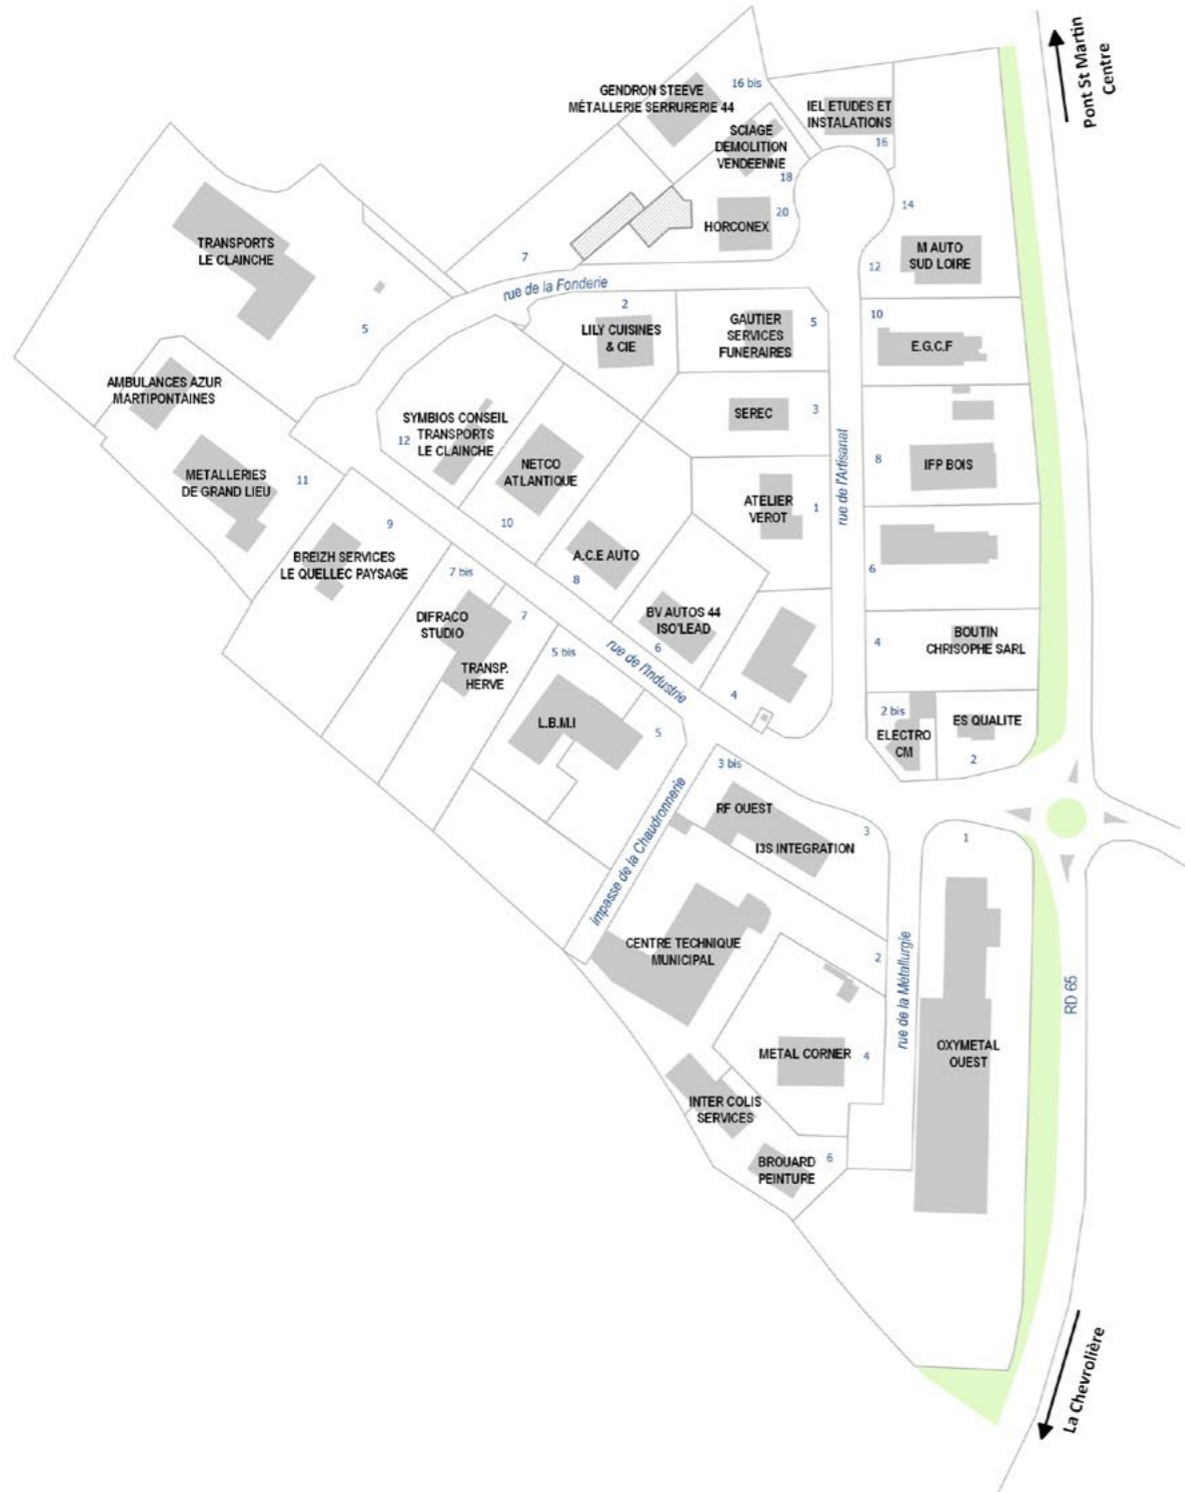 Pont St Martin
Centre
16 bis
GENDRON STEEVE
MÉTALLERIE SERRURERIE 44
IEL ETUDES ET
INSTALATIONS
16
SCIAGE
DEMOLITION
VENDEENNE
18
20
HORCONEX
14
M AUTO
SUD LOIRE
12
TRANSPORTS
LE CLAINCHE
5
7
rue de la Fonderie
2
LILY CUISINES
& CIE
GAUTIER
SERVICES
FUNERAIRES
5
10
E.G.C.F
AMBULANCES AZUR
MARTIPONTAINES
SYMBIOS CONSEIL
TRANSPORTS
LE CLAINCHE
12
SEREC
3
rue de l'Artisanat
8
IFP BOIS
METALLERIES
DE GRAND LIEU
11
NETCO
ATLANTIQUE
10
ATELIER
VEROT
1
9
BREIZH SERVICES
LE QUELLEC PAYSAGE
A.C.E AUTO
8
6
7 bis
DIFRACO
STUDIO
7
TRANSP.
HERVE
BV AUTOS 44
ISO'LEAD
6
rue de l'Industrie
4
BOUTIN
CHRISOPHE SARL
5 bis
L.B.M.I
5
4
2 bis
ELECTRO
CM
ES QUALITE
2
3 bis
RF OUEST
I3S INTEGRATION
3
1
impasse de la Chaudronnerie
CENTRE TECHNIQUE
MUNICIPAL
2
rue de la Métallurgie
RD 65
METAL CORNER
4
OXYMETAL
OUEST
INTER COLIS
SERVICES
BROUARD
PEINTURE
6
La Chevrolière